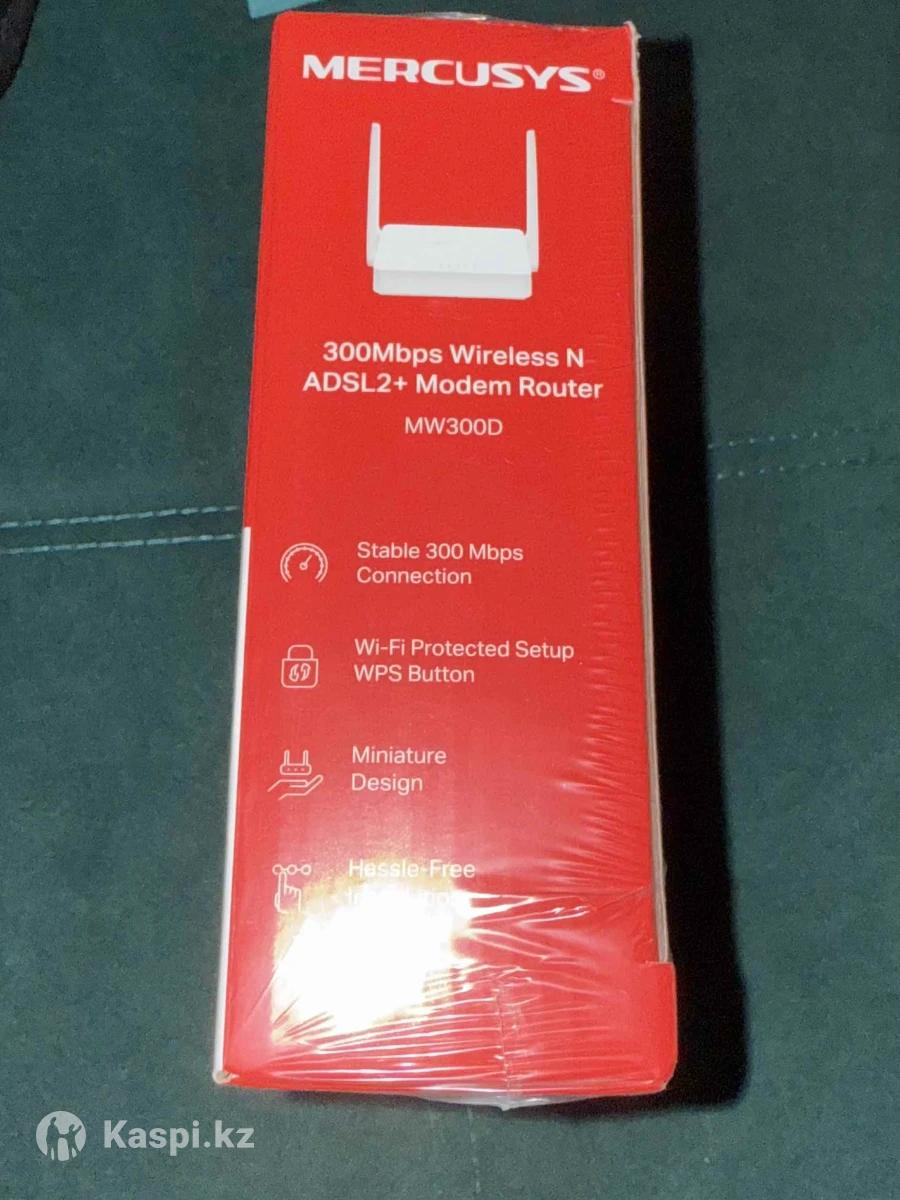 MERCUSYS®
300Mbps Wireless N
ADSL2+ Modem Router
MW300D
Stable 300 Mbps
Connection
Wi-Fi Protected Setup
WPS Button
Miniature
Design
Hassle-Free
Kaspi.kz